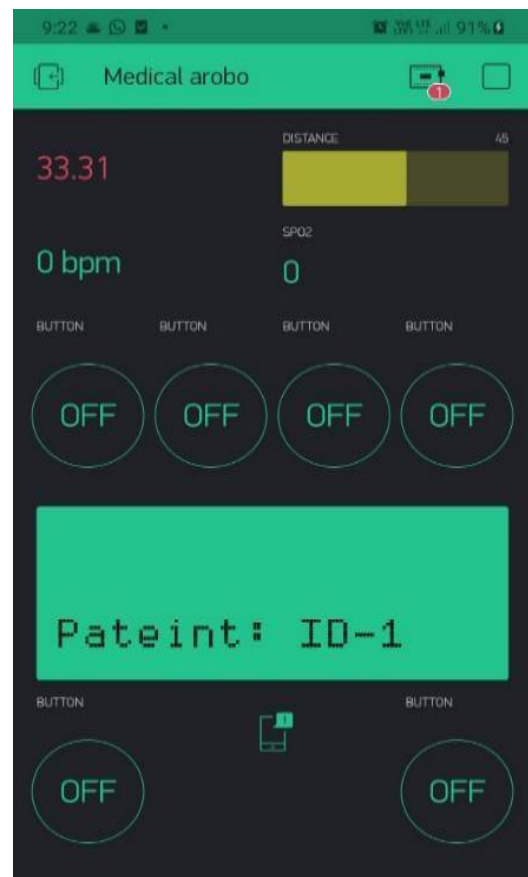 9:22 91%
Medical arobo
1
DISTANCE 45
33.31
SPO2
0 bpm 0
BUTTON BUTTON BUTTON BUTTON
OFF OFF OFF OFF
Pateint: ID-1
BUTTON BUTTON
OFF OFF